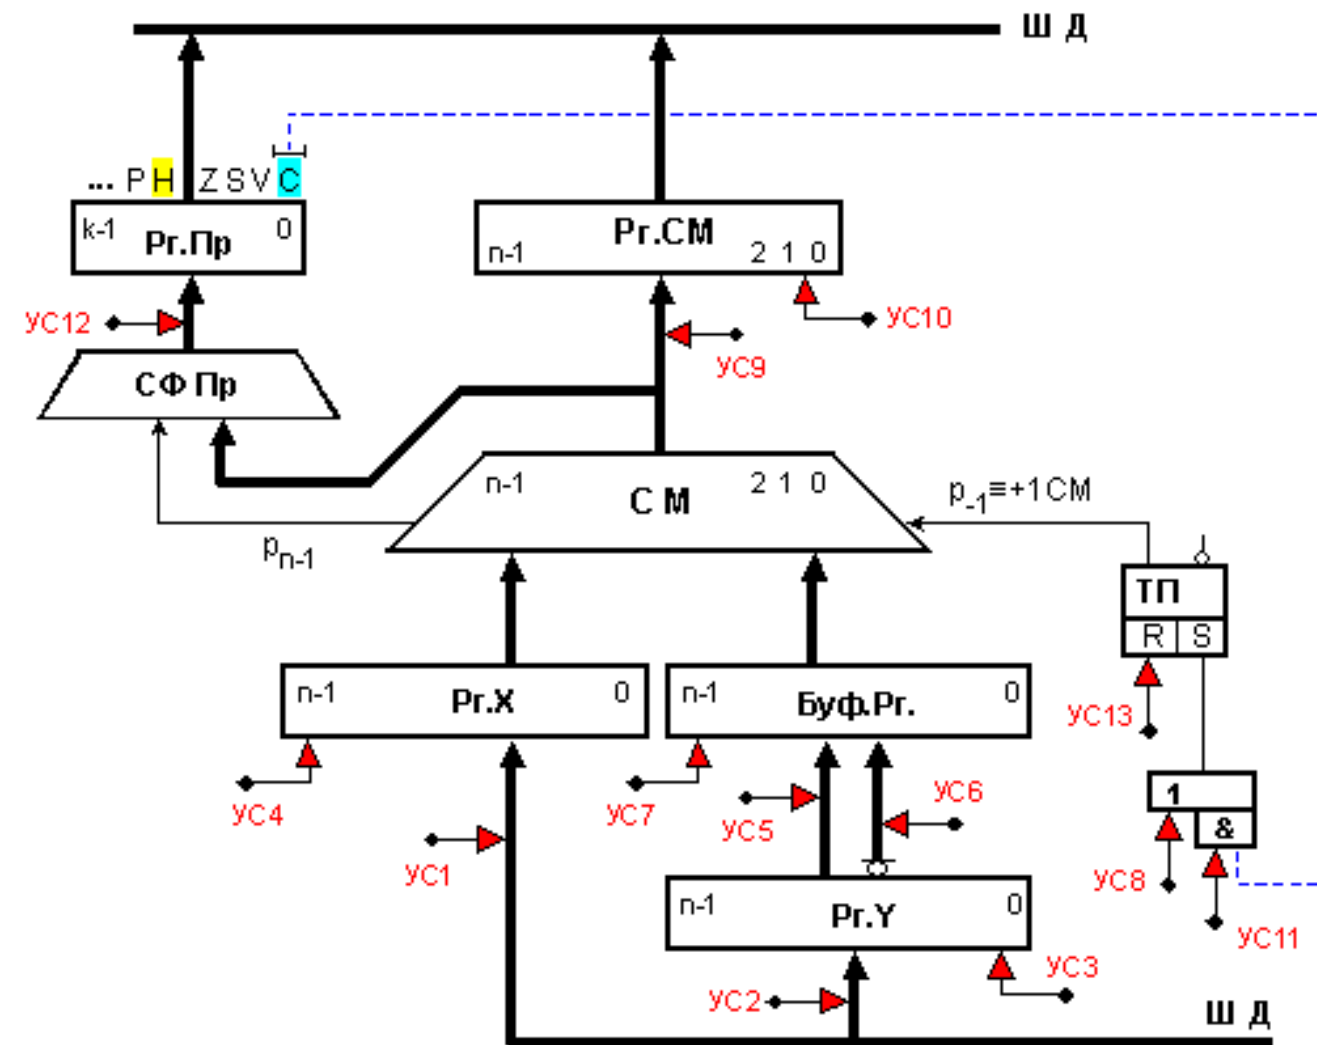 Ш Д
... P H Z S V C
k-1 0
Рг.Пр
Рг.СМ
n-1 2 1 0
УС12
УС10
УС9
СФ Пр
n-1 2 1 0
С М
p-1≡+1СМ
pn-1
ТП
R S
n-1 0
Рг.Х
n-1 0
Буф.Рг.
УС13
УС4
УС7
УС5
УС6
1
&
УС1
УС8
УС11
n-1 0
Рг.Y
УС3
УС2
Ш Д